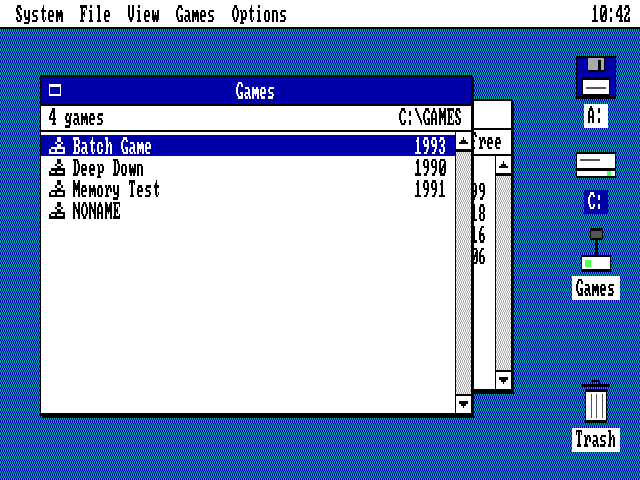 System File View Games Options 10:42
Games
4 games C:\GAMES
Batch Game 1993
Deep Down 1990
Memory Test 1991
NONAME
free
99
18
16
06
A:
C:
Games
Trash